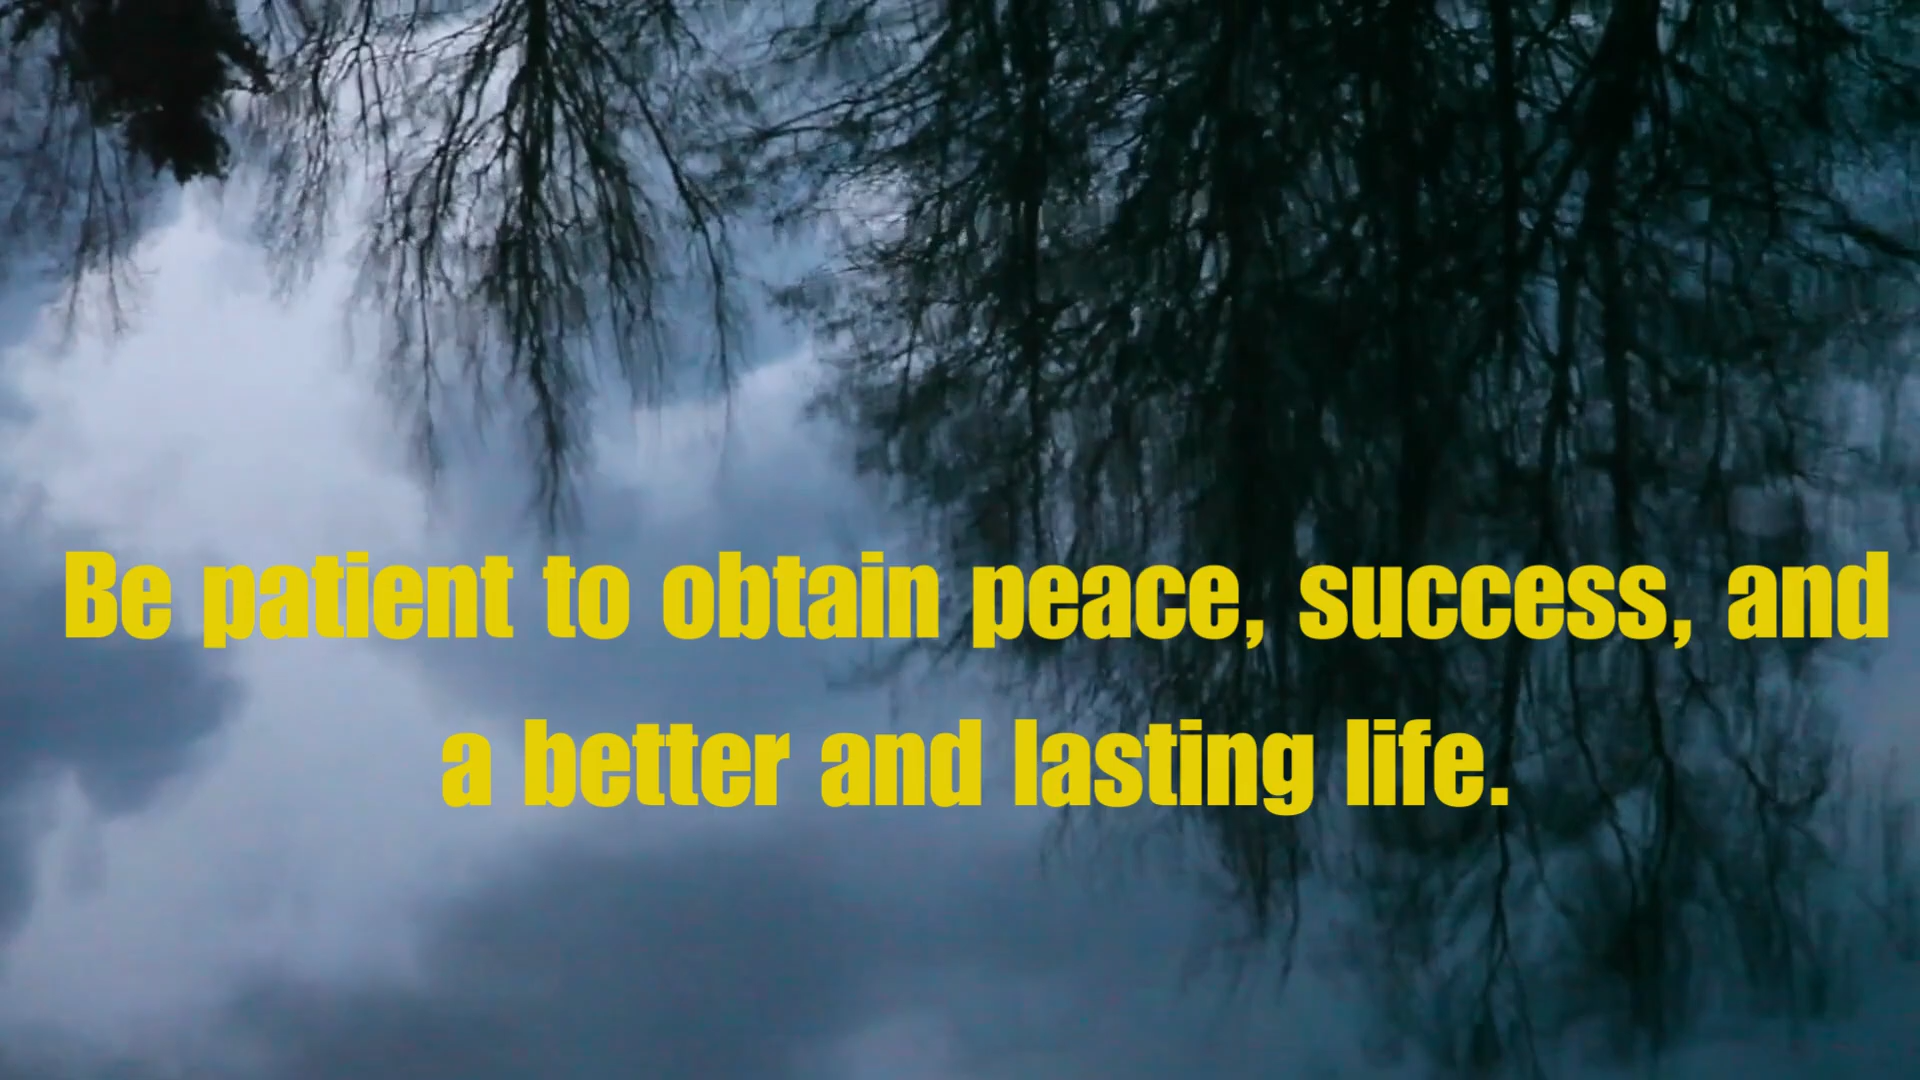 Be patient to obtain peace, success, and
a better and lasting life.